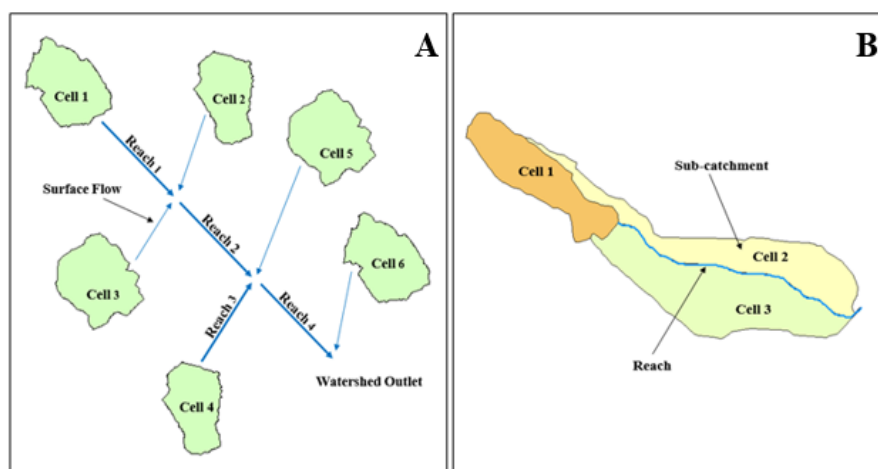 A
Cell 1
Cell 2
Cell 5
Reach 1
Surface Flow
Reach 2
Cell 3
Cell 6
Reach 3
Reach 4
Watershed Outlet
Cell 4
B
Cell 1
Sub-catchment
Cell 2
Cell 3
Reach